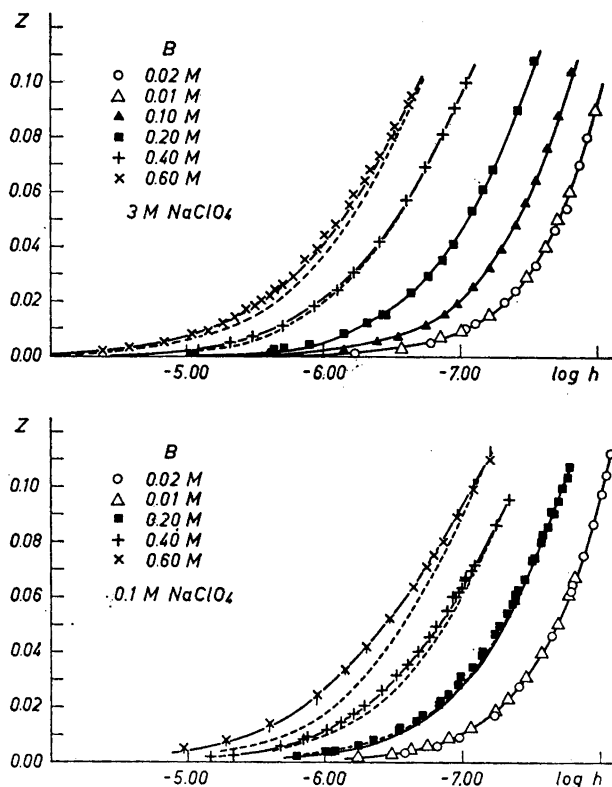 Z
B
○ 0.02 M
△ 0.01 M
▲ 0.10 M
■ 0.20 M
+ 0.40 M
× 0.60 M
3 M NaClO4
0.10
0.08
0.06
0.04
0.02
0.00
-5.00 -6.00 -7.00 log h
Z
B
○ 0.02 M
△ 0.01 M
■ 0.20 M
+ 0.40 M
× 0.60 M
0.1 M NaClO4
0.10
0.08
0.06
0.04
0.02
0.00
-5.00 -6.00 -7.00 log h